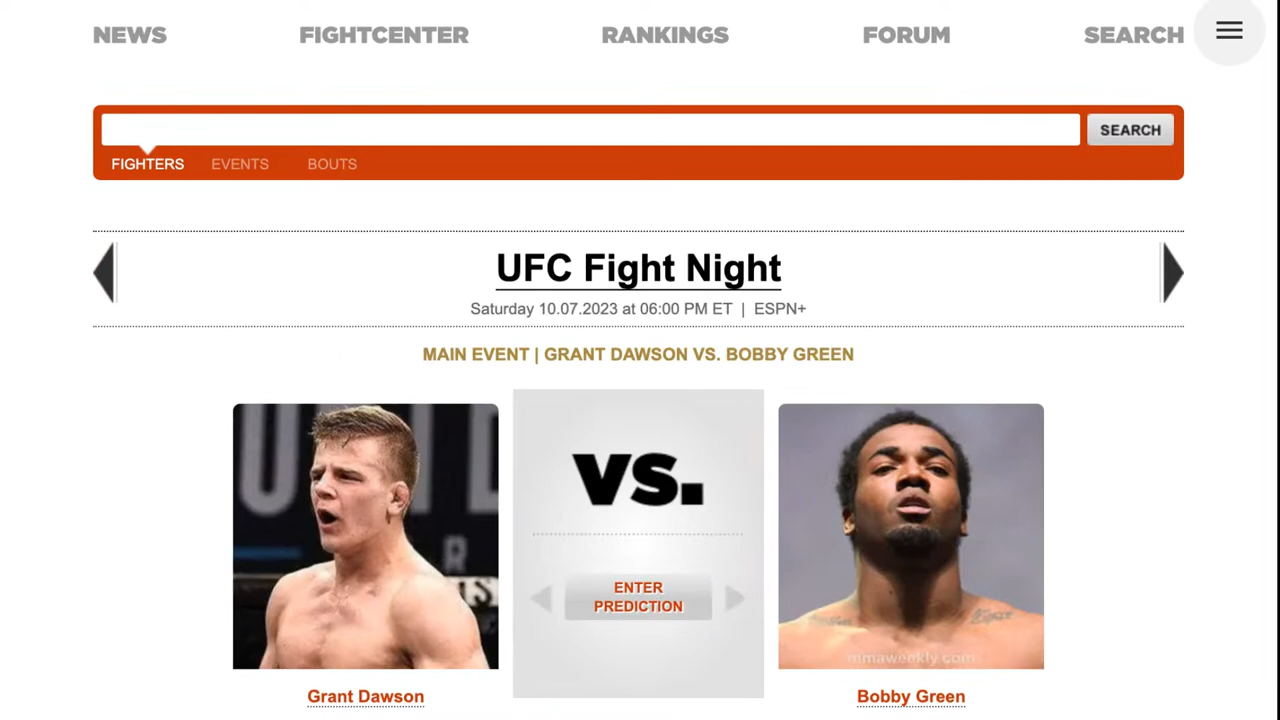 NEWS FIGHTCENTER RANKINGS FORUM SEARCH
SEARCH
FIGHTERS EVENTS BOUTS
UFC Fight Night
Saturday 10.07.2023 at 06:00 PM ET | ESPN+
MAIN EVENT | GRANT DAWSON VS. BOBBY GREEN
VS.
ENTER
PREDICTION
mmaweekly.com
Grant Dawson Bobby Green